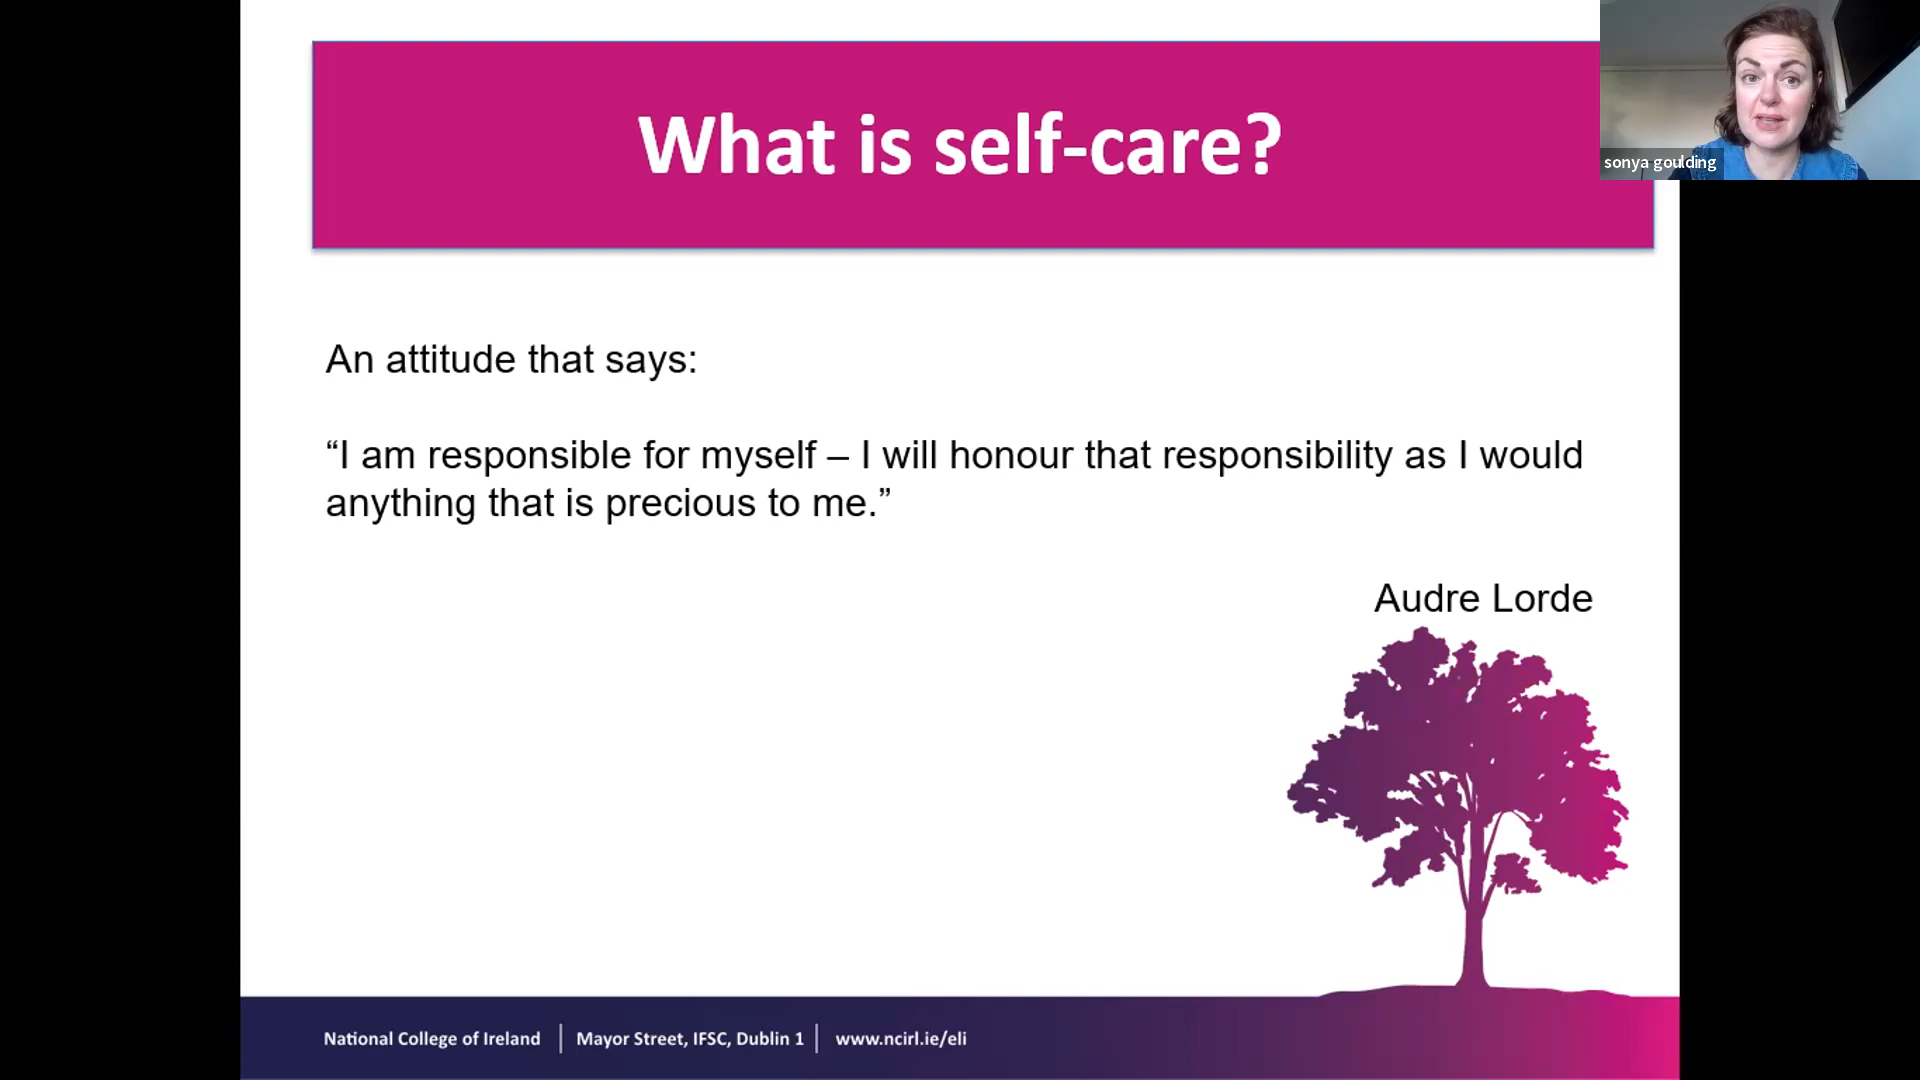 What is self-care?
sonya goulding
An attitude that says:
“I am responsible for myself – I will honour that responsibility as I would
anything that is precious to me.”
Audre Lorde
National College of Ireland | Mayor Street, IFSC, Dublin 1 | www.ncirl.ie/eli